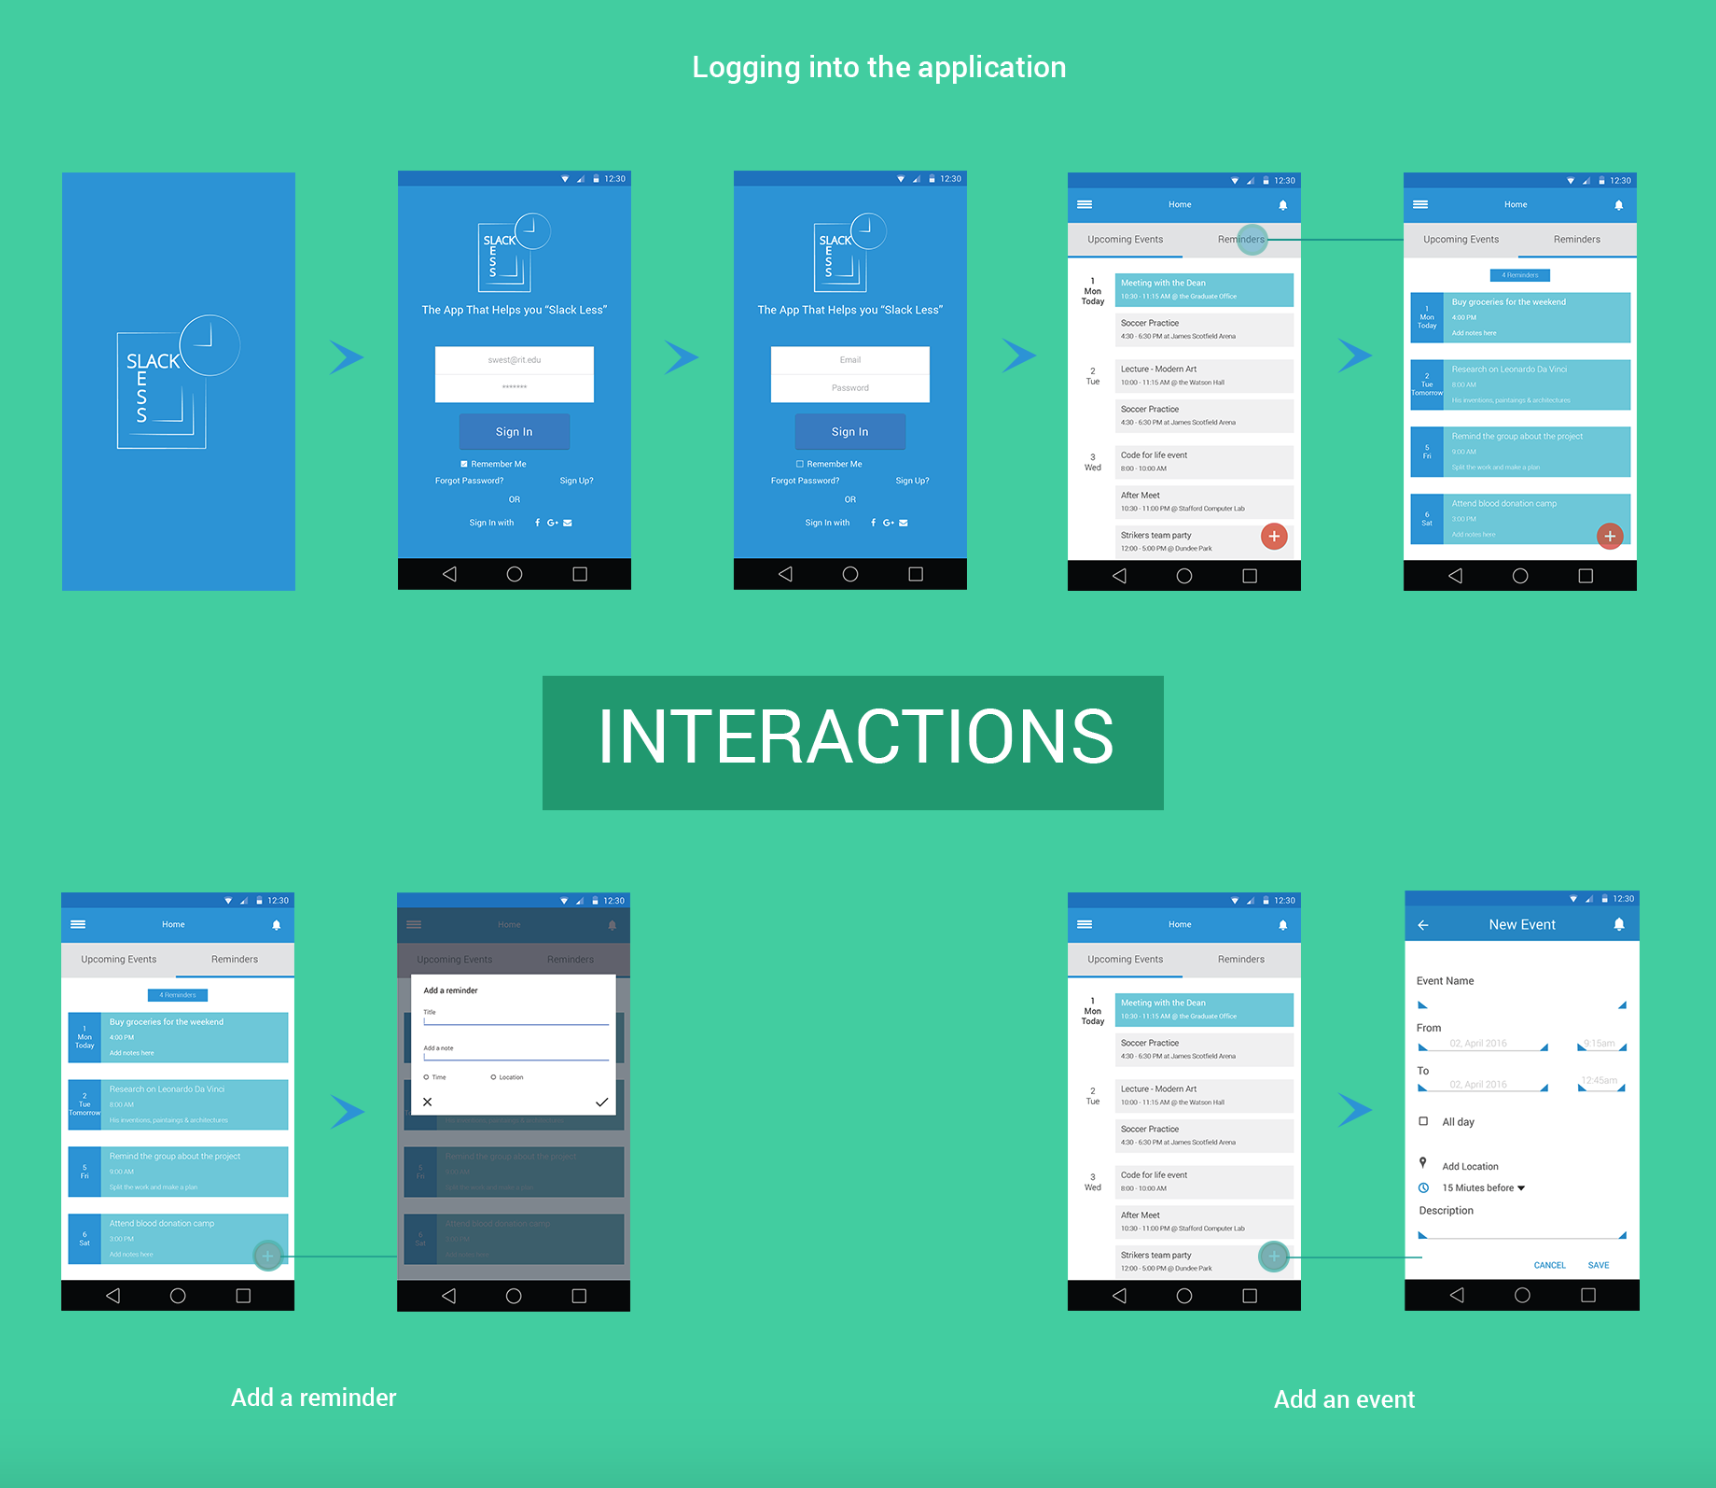 Logging into the application
SLACK
E
S
S
12:30
SLACK
E
S
S
The App That Helps you “Slack Less”
swest@rit.edu
*******
Sign In
Remember Me
Forgot Password? Sign Up?
OR
Sign In with f G+
12:30
SLACK
E
S
S
The App That Helps you “Slack Less”
Email
Password
Sign In
Remember Me
Forgot Password? Sign Up?
OR
Sign In with f G+
12:30
Home
Upcoming Events Reminders
1
Mon
Today
Meeting with the Dean
10:30 - 11:15 AM @ the Graduate Office
Soccer Practice
4:30 - 6:30 PM at James Scotfield Arena
2
Tue
Lecture - Modern Art
10:00 - 11:15 AM @ the Watson Hall
Soccer Practice
4:30 - 6:30 PM at James Scotfield Arena
3
Wed
Code for life event
8:00 - 10:00 AM
After Meet
10:30 - 11:00 PM @ Stafford Computer Lab
Strikers team party
12:00 - 5:00 PM @ Dundee Park
+
12:30
Home
Upcoming Events Reminders
4 Reminders
1
Mon
Today
Buy groceries for the weekend
4:00 PM
Add notes here
2
Tue
Tomorrow
Research on Leonardo Da Vinci
8:00 AM
His inventions, paintaings & architectures
5
Fri
Remind the group about the project
9:00 AM
Split the work and make a plan
6
Sat
Attend blood donation camp
3:00 PM
Add notes here
+
INTERACTIONS
12:30
Home
Upcoming Events Reminders
4 Reminders
1
Mon
Today
Buy groceries for the weekend
4:00 PM
Add notes here
2
Tue
Tomorrow
Research on Leonardo Da Vinci
8:00 AM
His inventions, paintaings & architectures
5
Fri
Remind the group about the project
9:00 AM
Split the work and make a plan
6
Sat
Attend blood donation camp
3:00 PM
Add notes here
+
12:30
Home
Upcoming Events Reminders
Add a reminder
Title
Add a note
Time Location
5
Fri
Remind the group about the project
Split the work and make a plan
6
Sat
Attend blood donation camp
Add notes here
12:30
Home
Upcoming Events Reminders
1
Mon
Today
Meeting with the Dean
10:30 - 11:15 AM @ the Graduate Office
Soccer Practice
4:30 - 6:30 PM at James Scotfield Arena
2
Tue
Lecture - Modern Art
10:00 - 11:15 AM @ the Watson Hall
Soccer Practice
4:30 - 6:30 PM at James Scotfield Arena
3
Wed
Code for life event
8:00 - 10:00 AM
After Meet
10:30 - 11:00 PM @ Stafford Computer Lab
Strikers team party
12:00 - 5:00 PM @ Dundee Park
+
12:30
New Event
Event Name
From
02, April 2016 9:15am
To
02, April 2016 12:45am
All day
Add Location
15 Miutes before
Description
CANCEL SAVE
Add a reminder
Add an event